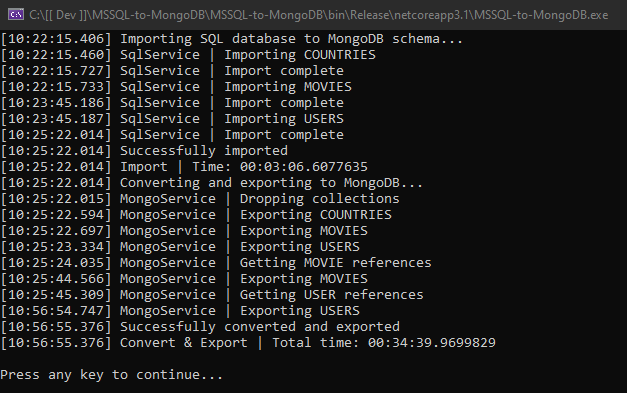 C:\[[ Dev ]]\MSSQL-to-MongoDB\MSSQL-to-MongoDB\bin\Release\netcoreapp3.1\MSSQL-to-MongoDB.exe
[10:22:15.406] Importing SQL database to MongoDB schema...
[10:22:15.460] SqlService | Importing COUNTRIES
[10:22:15.727] SqlService | Import complete
[10:22:15.733] SqlService | Importing MOVIES
[10:23:45.186] SqlService | Import complete
[10:23:45.187] SqlService | Importing USERS
[10:25:22.014] SqlService | Import complete
[10:25:22.014] Successfully imported
[10:25:22.014] Import | Time: 00:03:06.6077635
[10:25:22.014] Converting and exporting to MongoDB...
[10:25:22.015] MongoService | Dropping collections
[10:25:22.594] MongoService | Exporting COUNTRIES
[10:25:22.697] MongoService | Exporting MOVIES
[10:25:23.334] MongoService | Exporting USERS
[10:25:24.035] MongoService | Getting MOVIE references
[10:25:44.566] MongoService | Exporting MOVIES
[10:25:45.309] MongoService | Getting USER references
[10:56:54.747] MongoService | Exporting USERS
[10:56:55.376] Successfully converted and exported
[10:56:55.376] Convert & Export | Total time: 00:34:39.9699829
Press any key to continue...